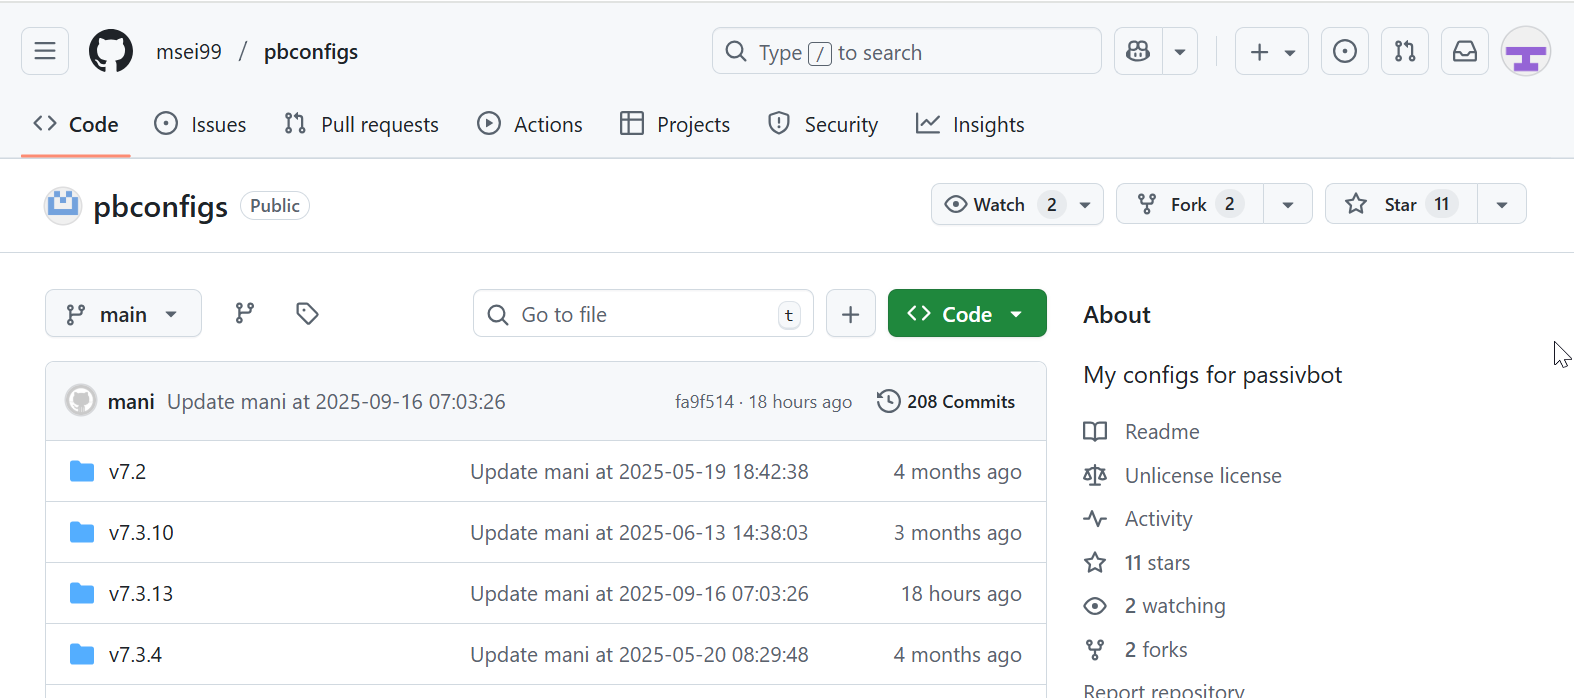 msei99 / pbconfigs
Type / to search
Code
Issues
Pull requests
Actions
Projects
Security
Insights
pbconfigs Public
Watch 2
Fork 2
Star 11
main
Go to file t
Code
About
My configs for passivbot
mani Update mani at 2025-09-16 07:03:26 fa9f514 · 18 hours ago 208 Commits
v7.2 Update mani at 2025-05-19 18:42:38 4 months ago
v7.3.10 Update mani at 2025-06-13 14:38:03 3 months ago
v7.3.13 Update mani at 2025-09-16 07:03:26 18 hours ago
v7.3.4 Update mani at 2025-05-20 08:29:48 4 months ago
Readme
Unlicense license
Activity
11 stars
2 watching
2 forks
Report repository